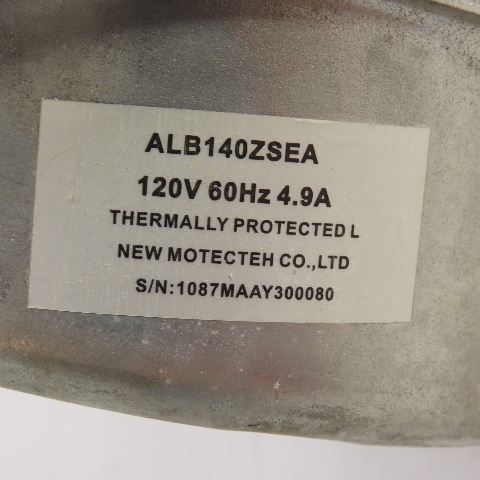 ALB140ZSEA
120V 60Hz 4.9A
THERMALLY PROTECTED L
NEW MOTECTEH CO.,LTD
S/N:1087MAAY300080